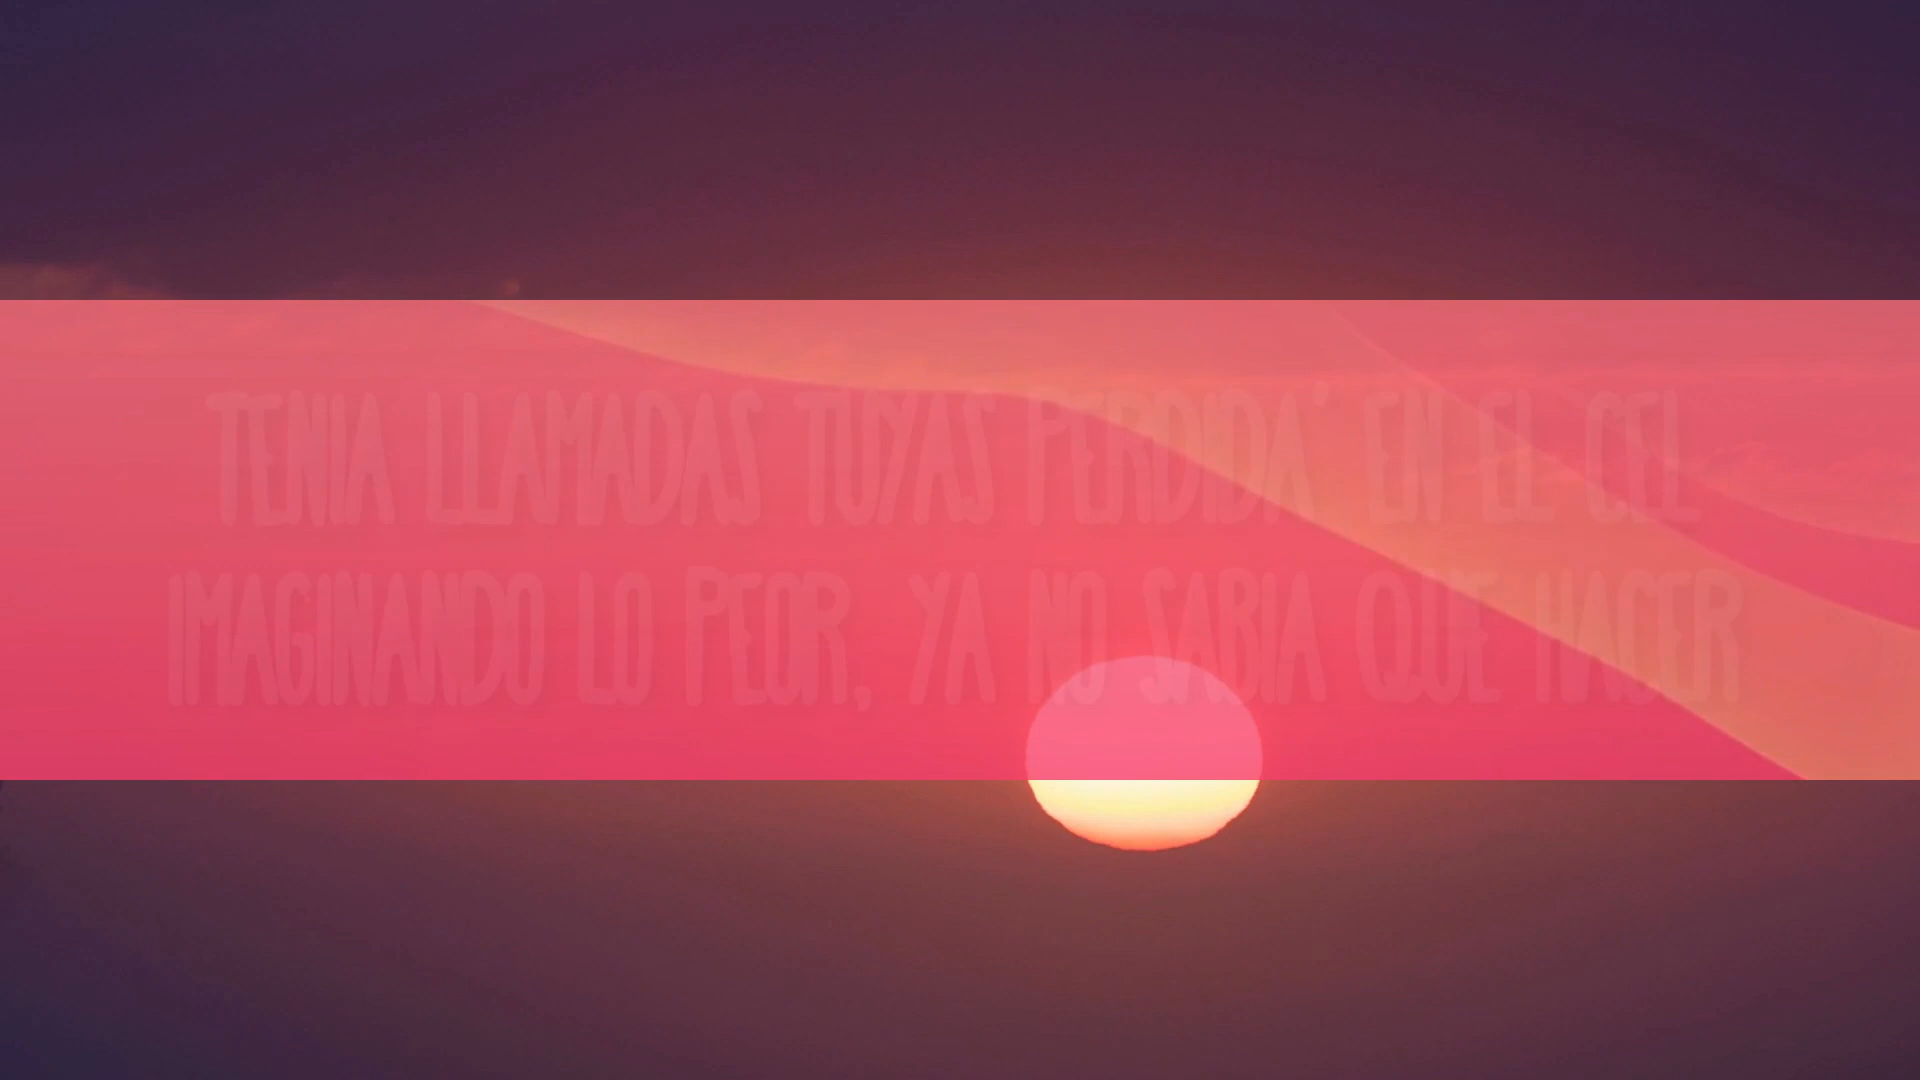 TENIA LLAMADAS TUYAS PERDIDA' EN EL CEL
IMAGINANDO LO PEOR, YA NO SABIA QUE HACER